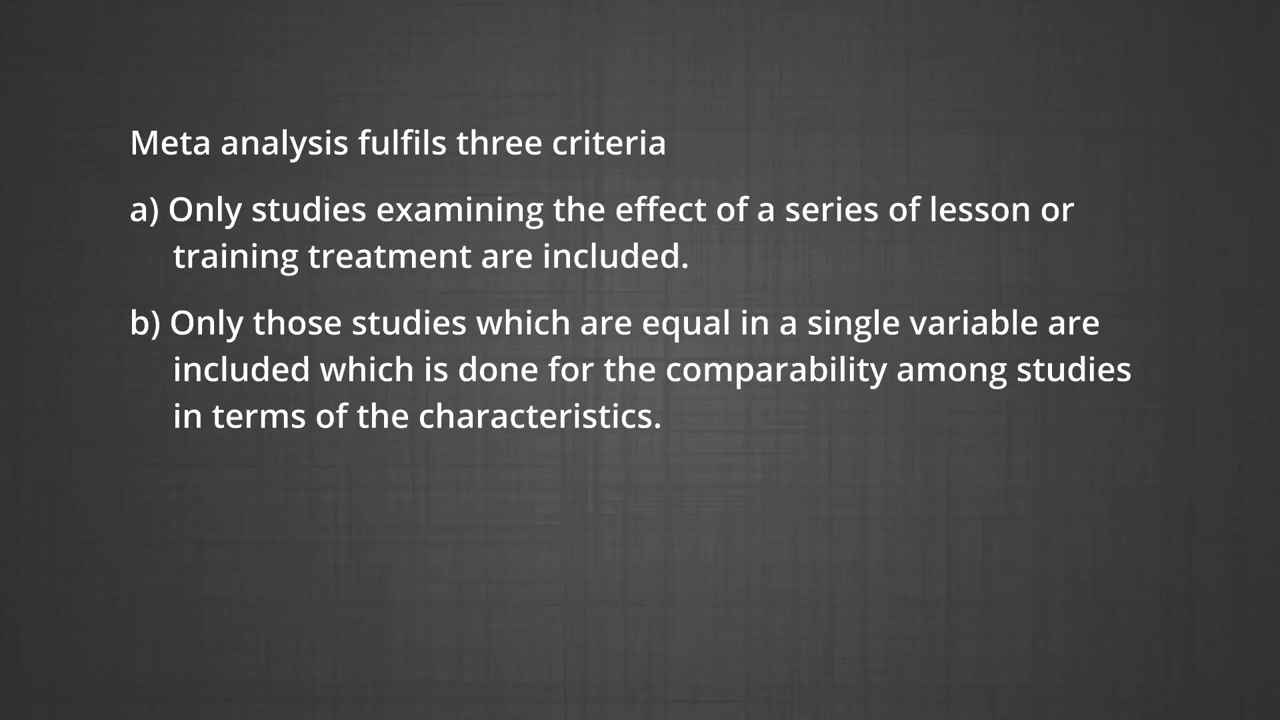 Meta analysis fulfils three criteria
a) Only studies examining the effect of a series of lesson or
training treatment are included.
b) Only those studies which are equal in a single variable are
included which is done for the comparability among studies
in terms of the characteristics.